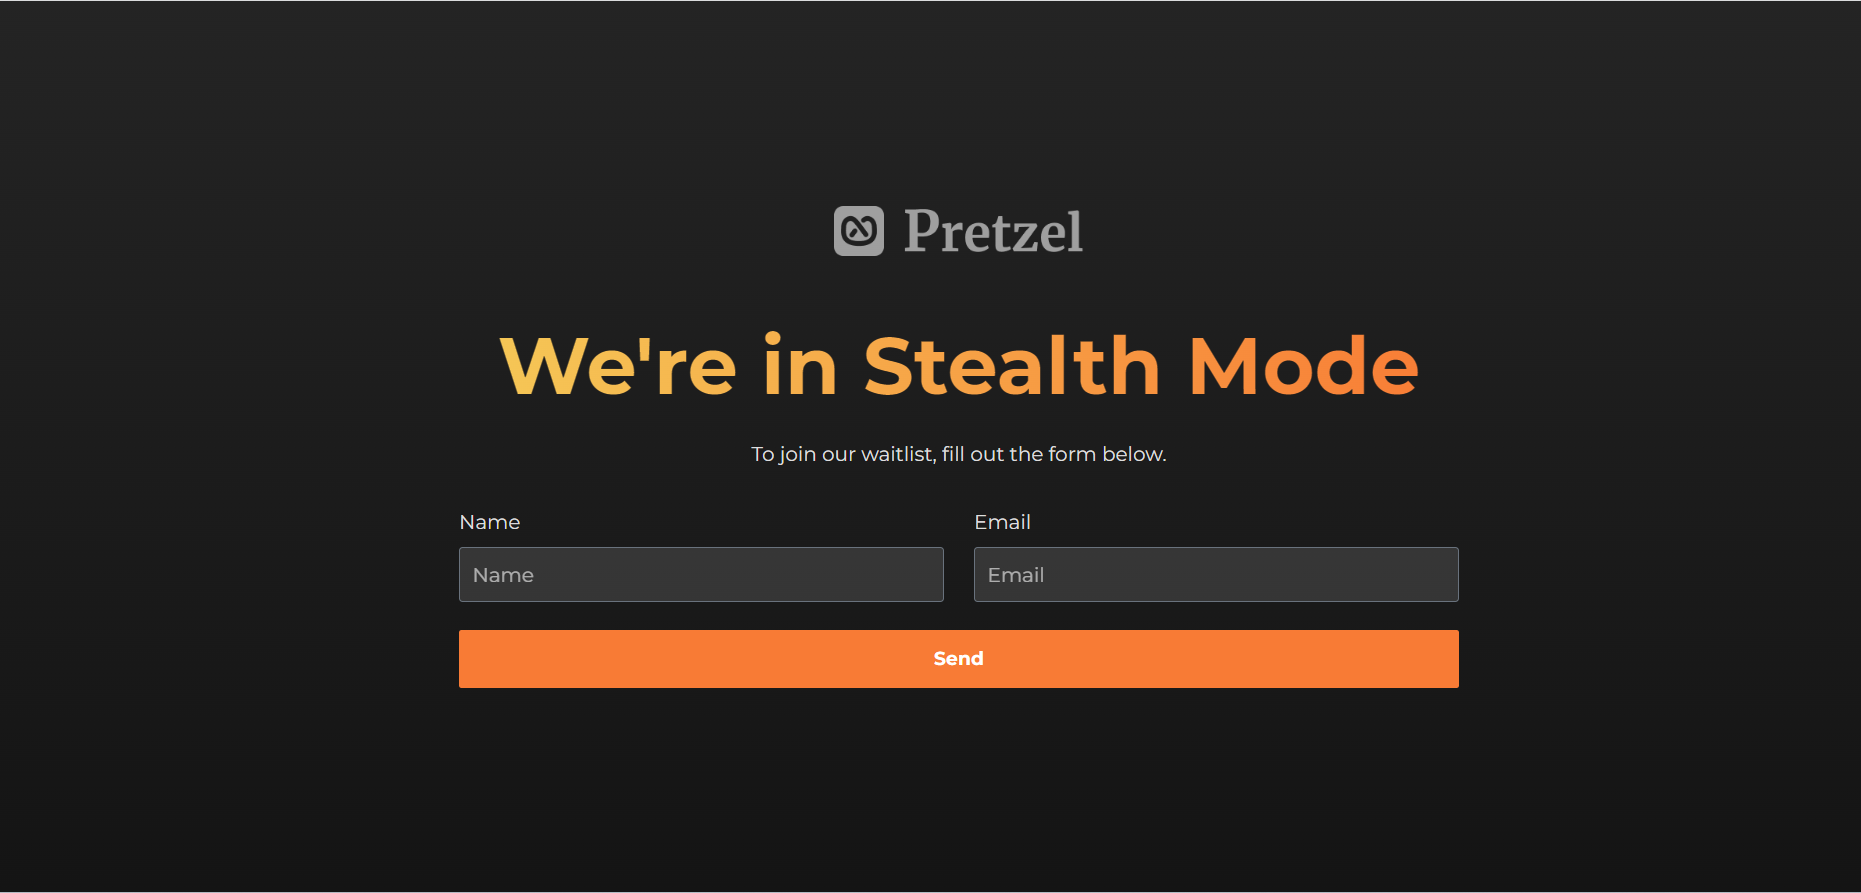 Pretzel
We're in Stealth Mode
To join our waitlist, fill out the form below.
Name Email
Name Email
Send